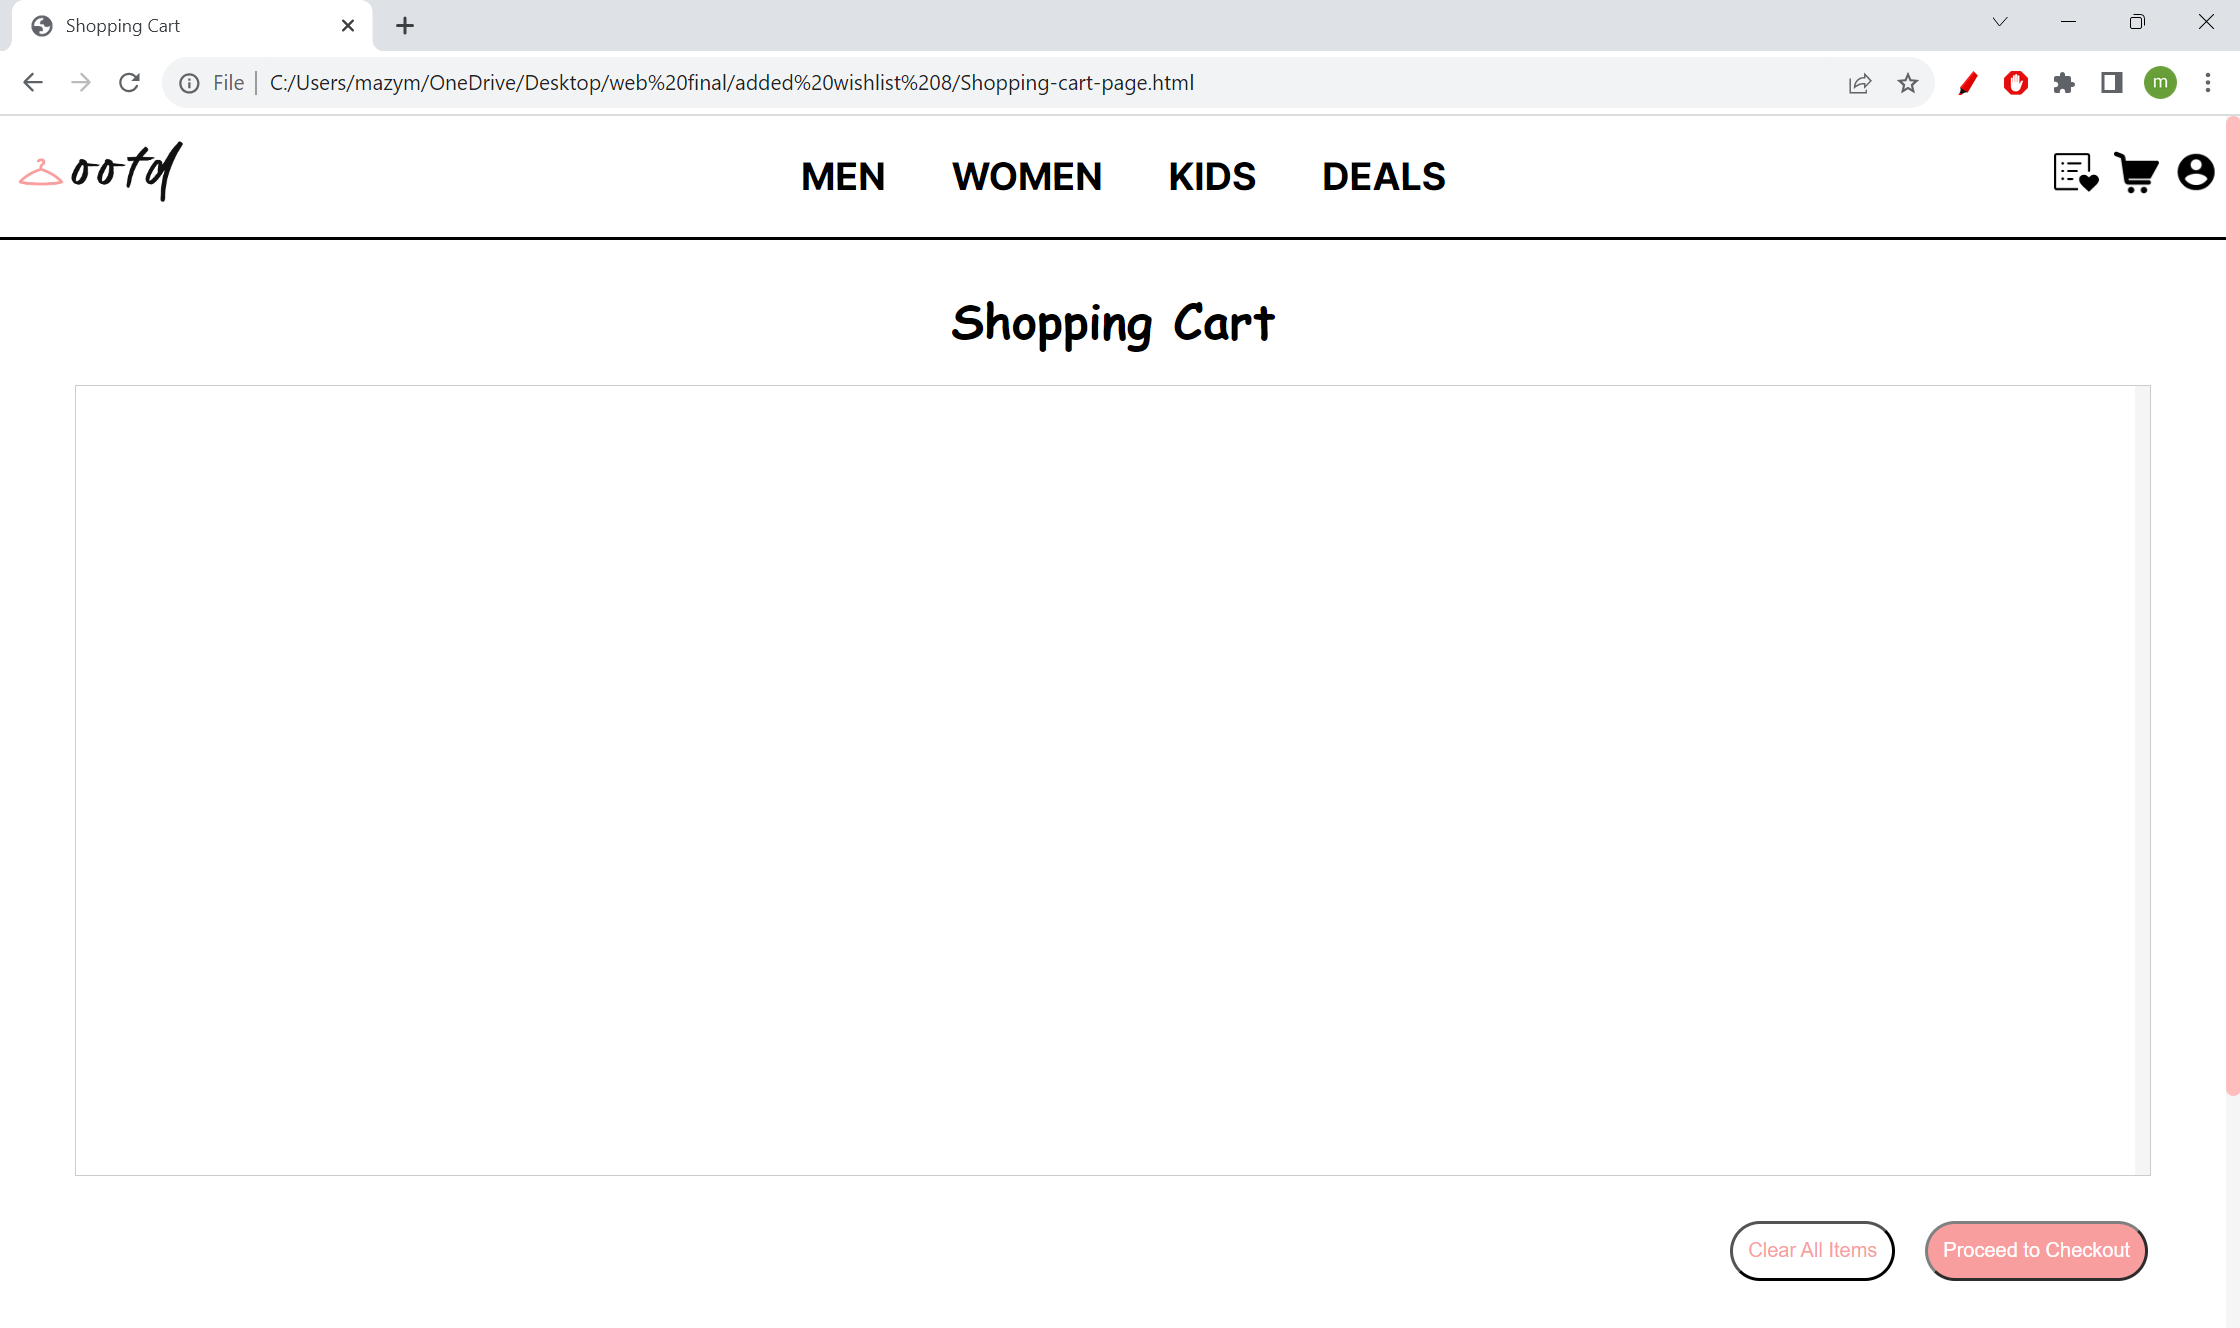 Shopping Cart
File
C:/Users/mazym/OneDrive/Desktop/web%20final/added%20wishlist%208/Shopping-cart-page.html
m
ootd
MEN WOMEN KIDS DEALS
Shopping Cart
Clear All Items
Proceed to Checkout